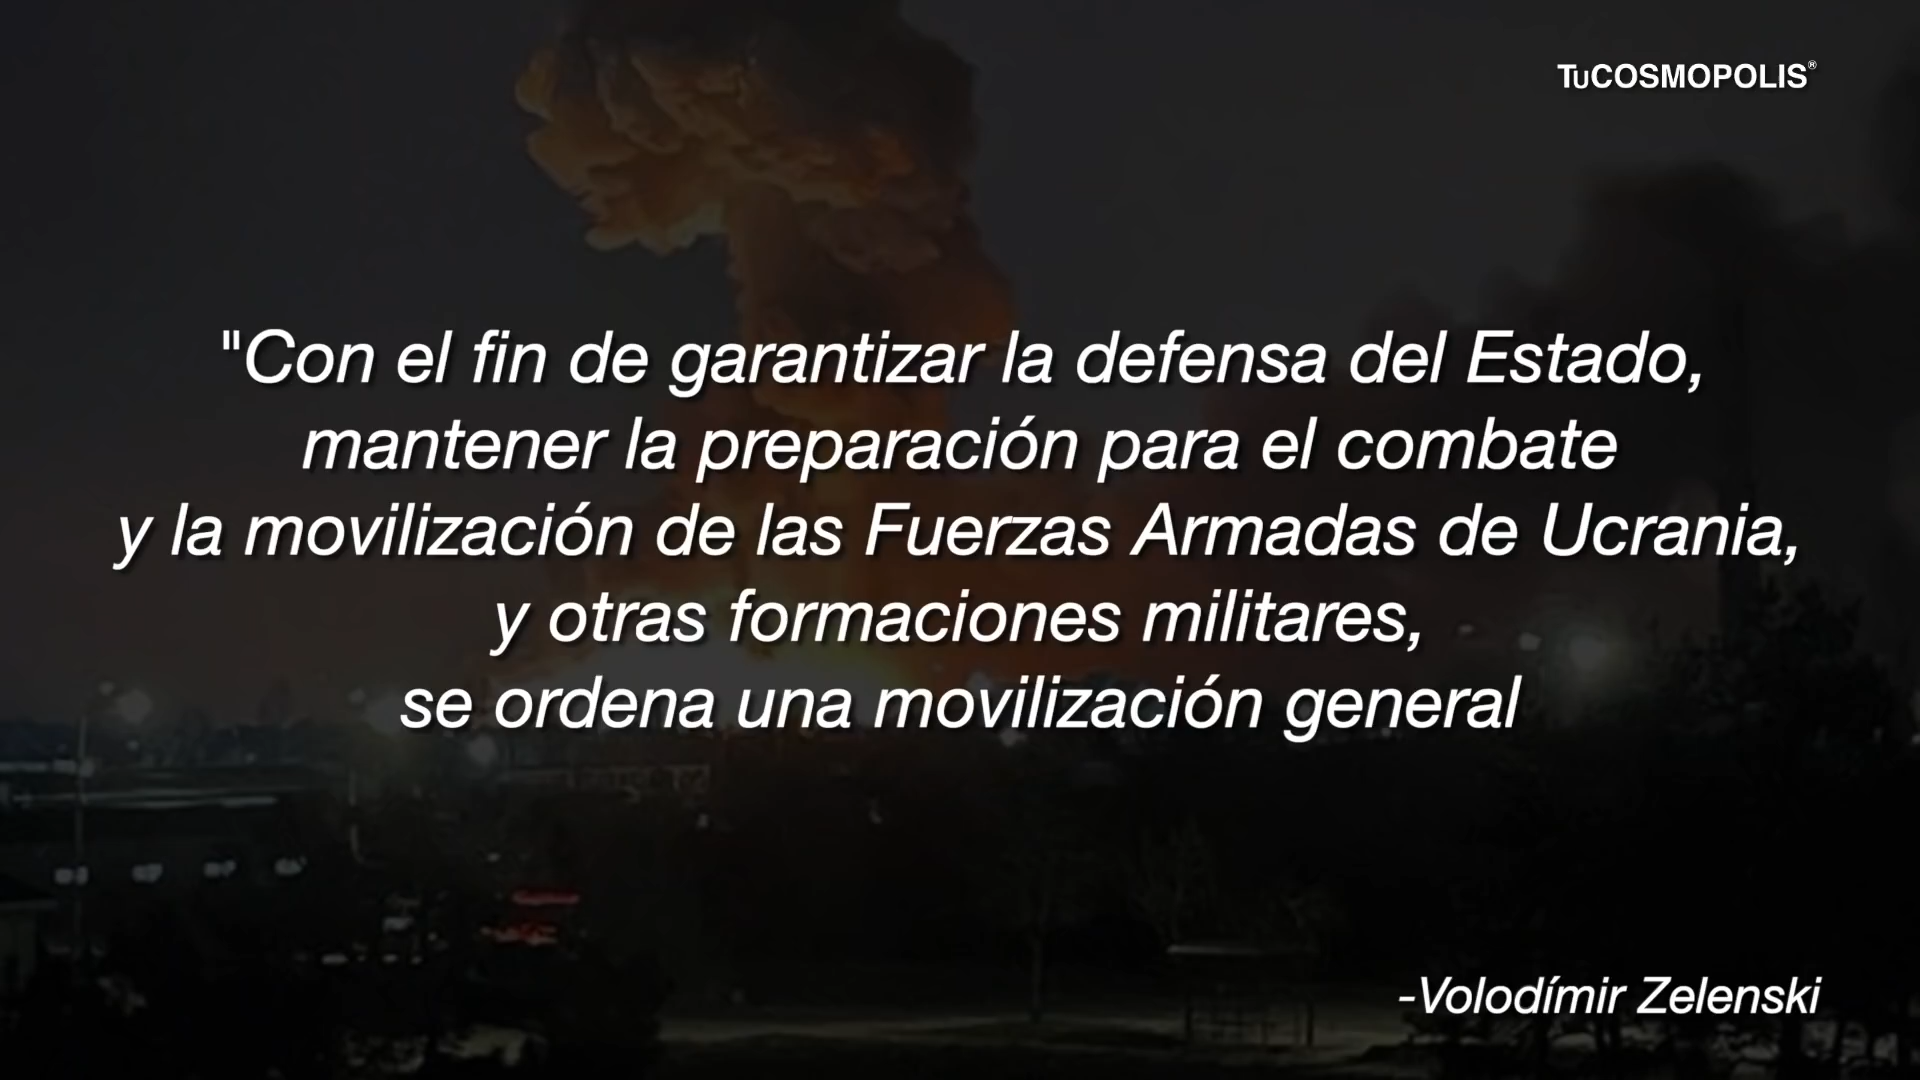 TuCOSMOPOLIS®
"Con el fin de garantizar la defensa del Estado,
mantener la preparación para el combate
y la movilización de las Fuerzas Armadas de Ucrania,
y otras formaciones militares,
se ordena una movilización general
-Volodímir Zelenski